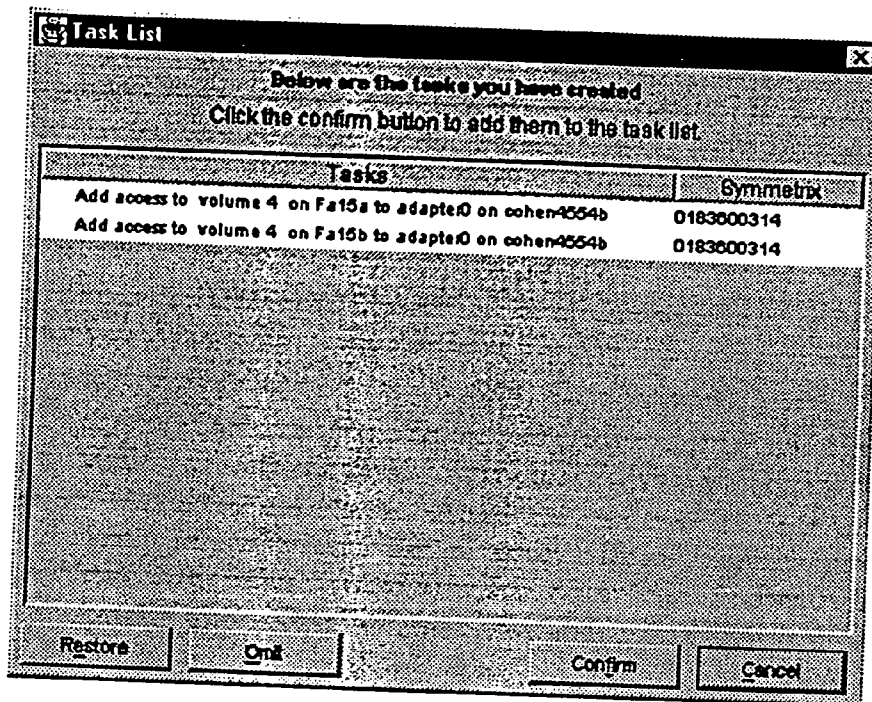 Task List
Below are the tasks you have created
Click the confirm button to add them to the task list.
Tasks Symmetrix
Add access to volume 4 on Fa15a to adapter0 on cohen4554b 0183600314
Add access to volume 4 on Fa15b to adapter0 on cohen4554b 0183600314
Restore Omit Confirm Cancel